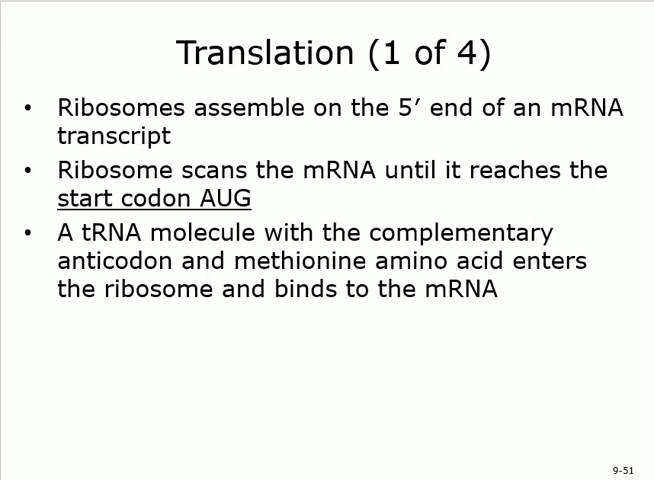 Translation (1 of 4)
• Ribosomes assemble on the 5′ end of an mRNA
transcript
• Ribosome scans the mRNA until it reaches the
start codon AUG
• A tRNA molecule with the complementary
anticodon and methionine amino acid enters
the ribosome and binds to the mRNA
9-51